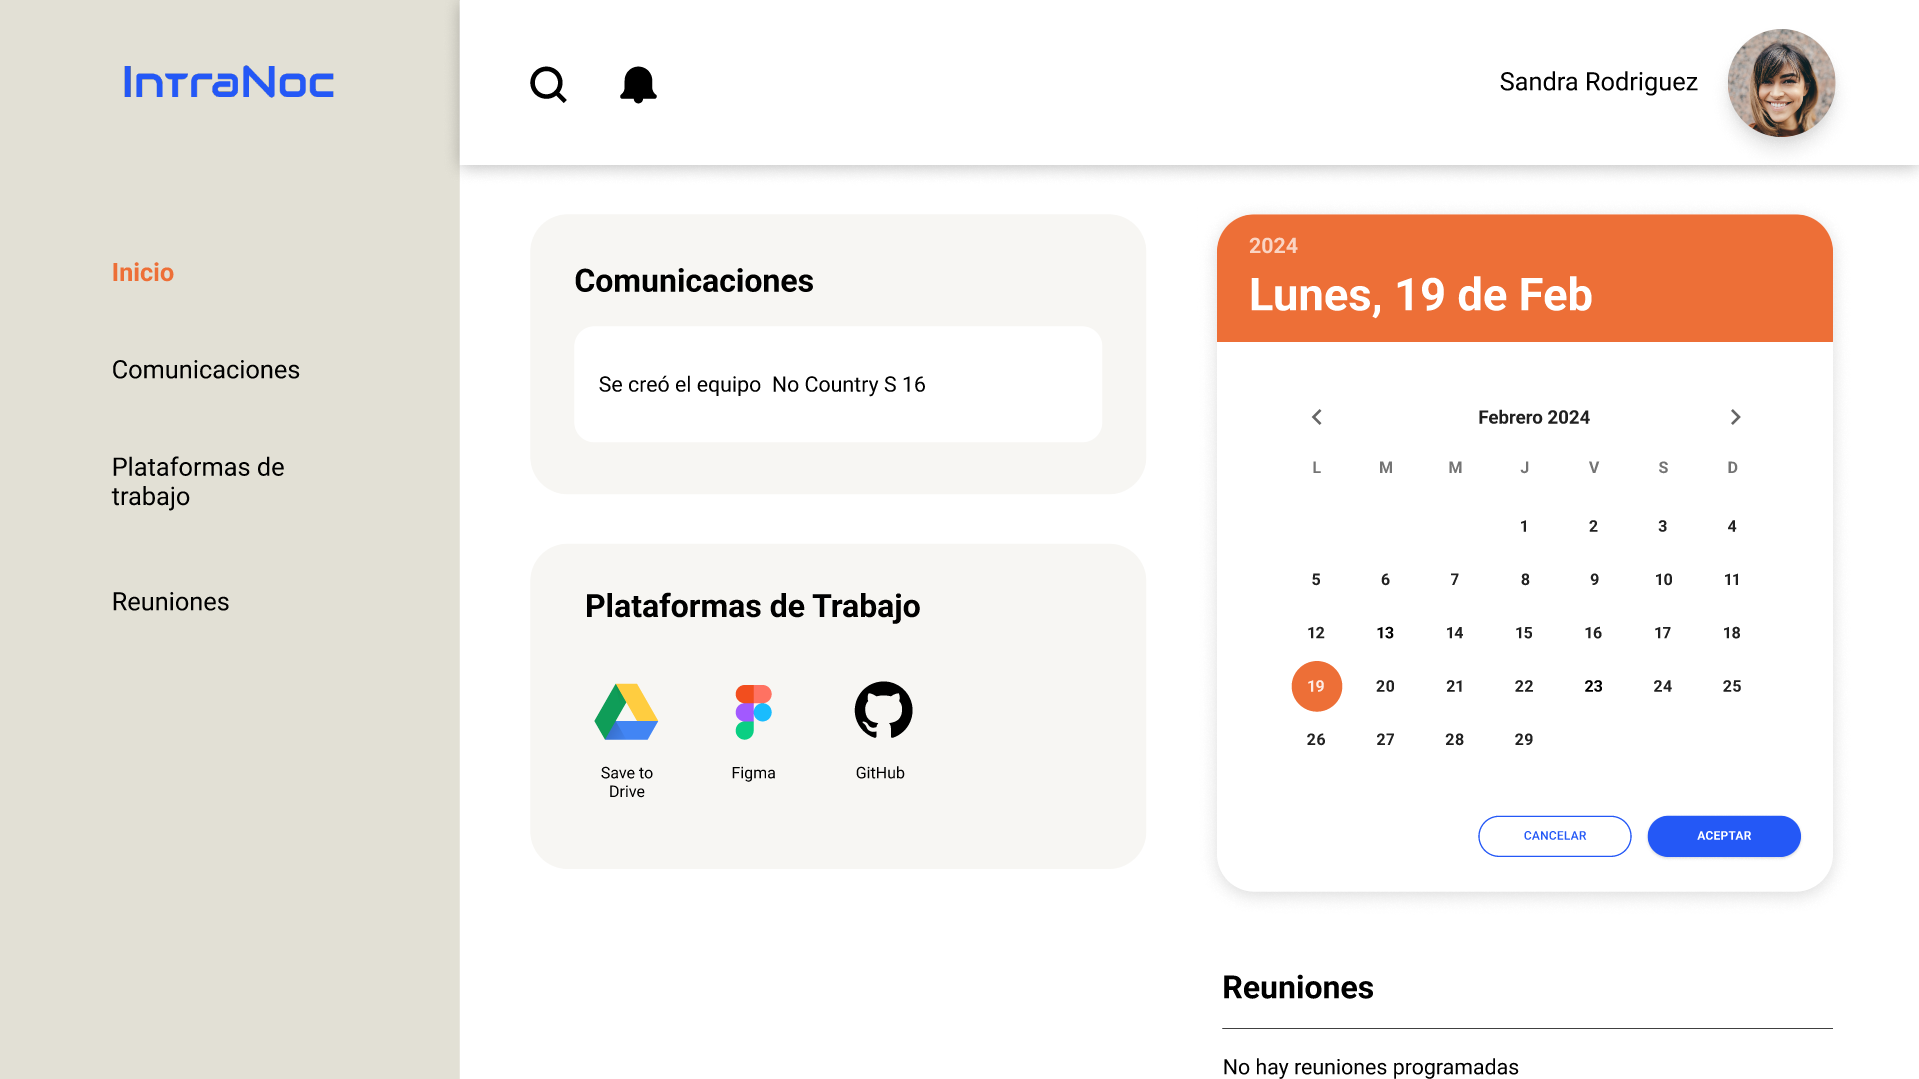 IntraNoc
Sandra Rodriguez
Inicio
Comunicaciones
Plataformas de
trabajo
Reuniones
Comunicaciones
Se creó el equipo  No Country S 16
Plataformas de Trabajo
Save to
Drive
Figma
GitHub
2024
Lunes, 19 de Feb
Febrero 2024
L M M J V S D
1 2 3 4
5 6 7 8 9 10 11
12 13 14 15 16 17 18
19 20 21 22 23 24 25
26 27 28 29
CANCELAR
ACEPTAR
Reuniones
No hay reuniones programadas